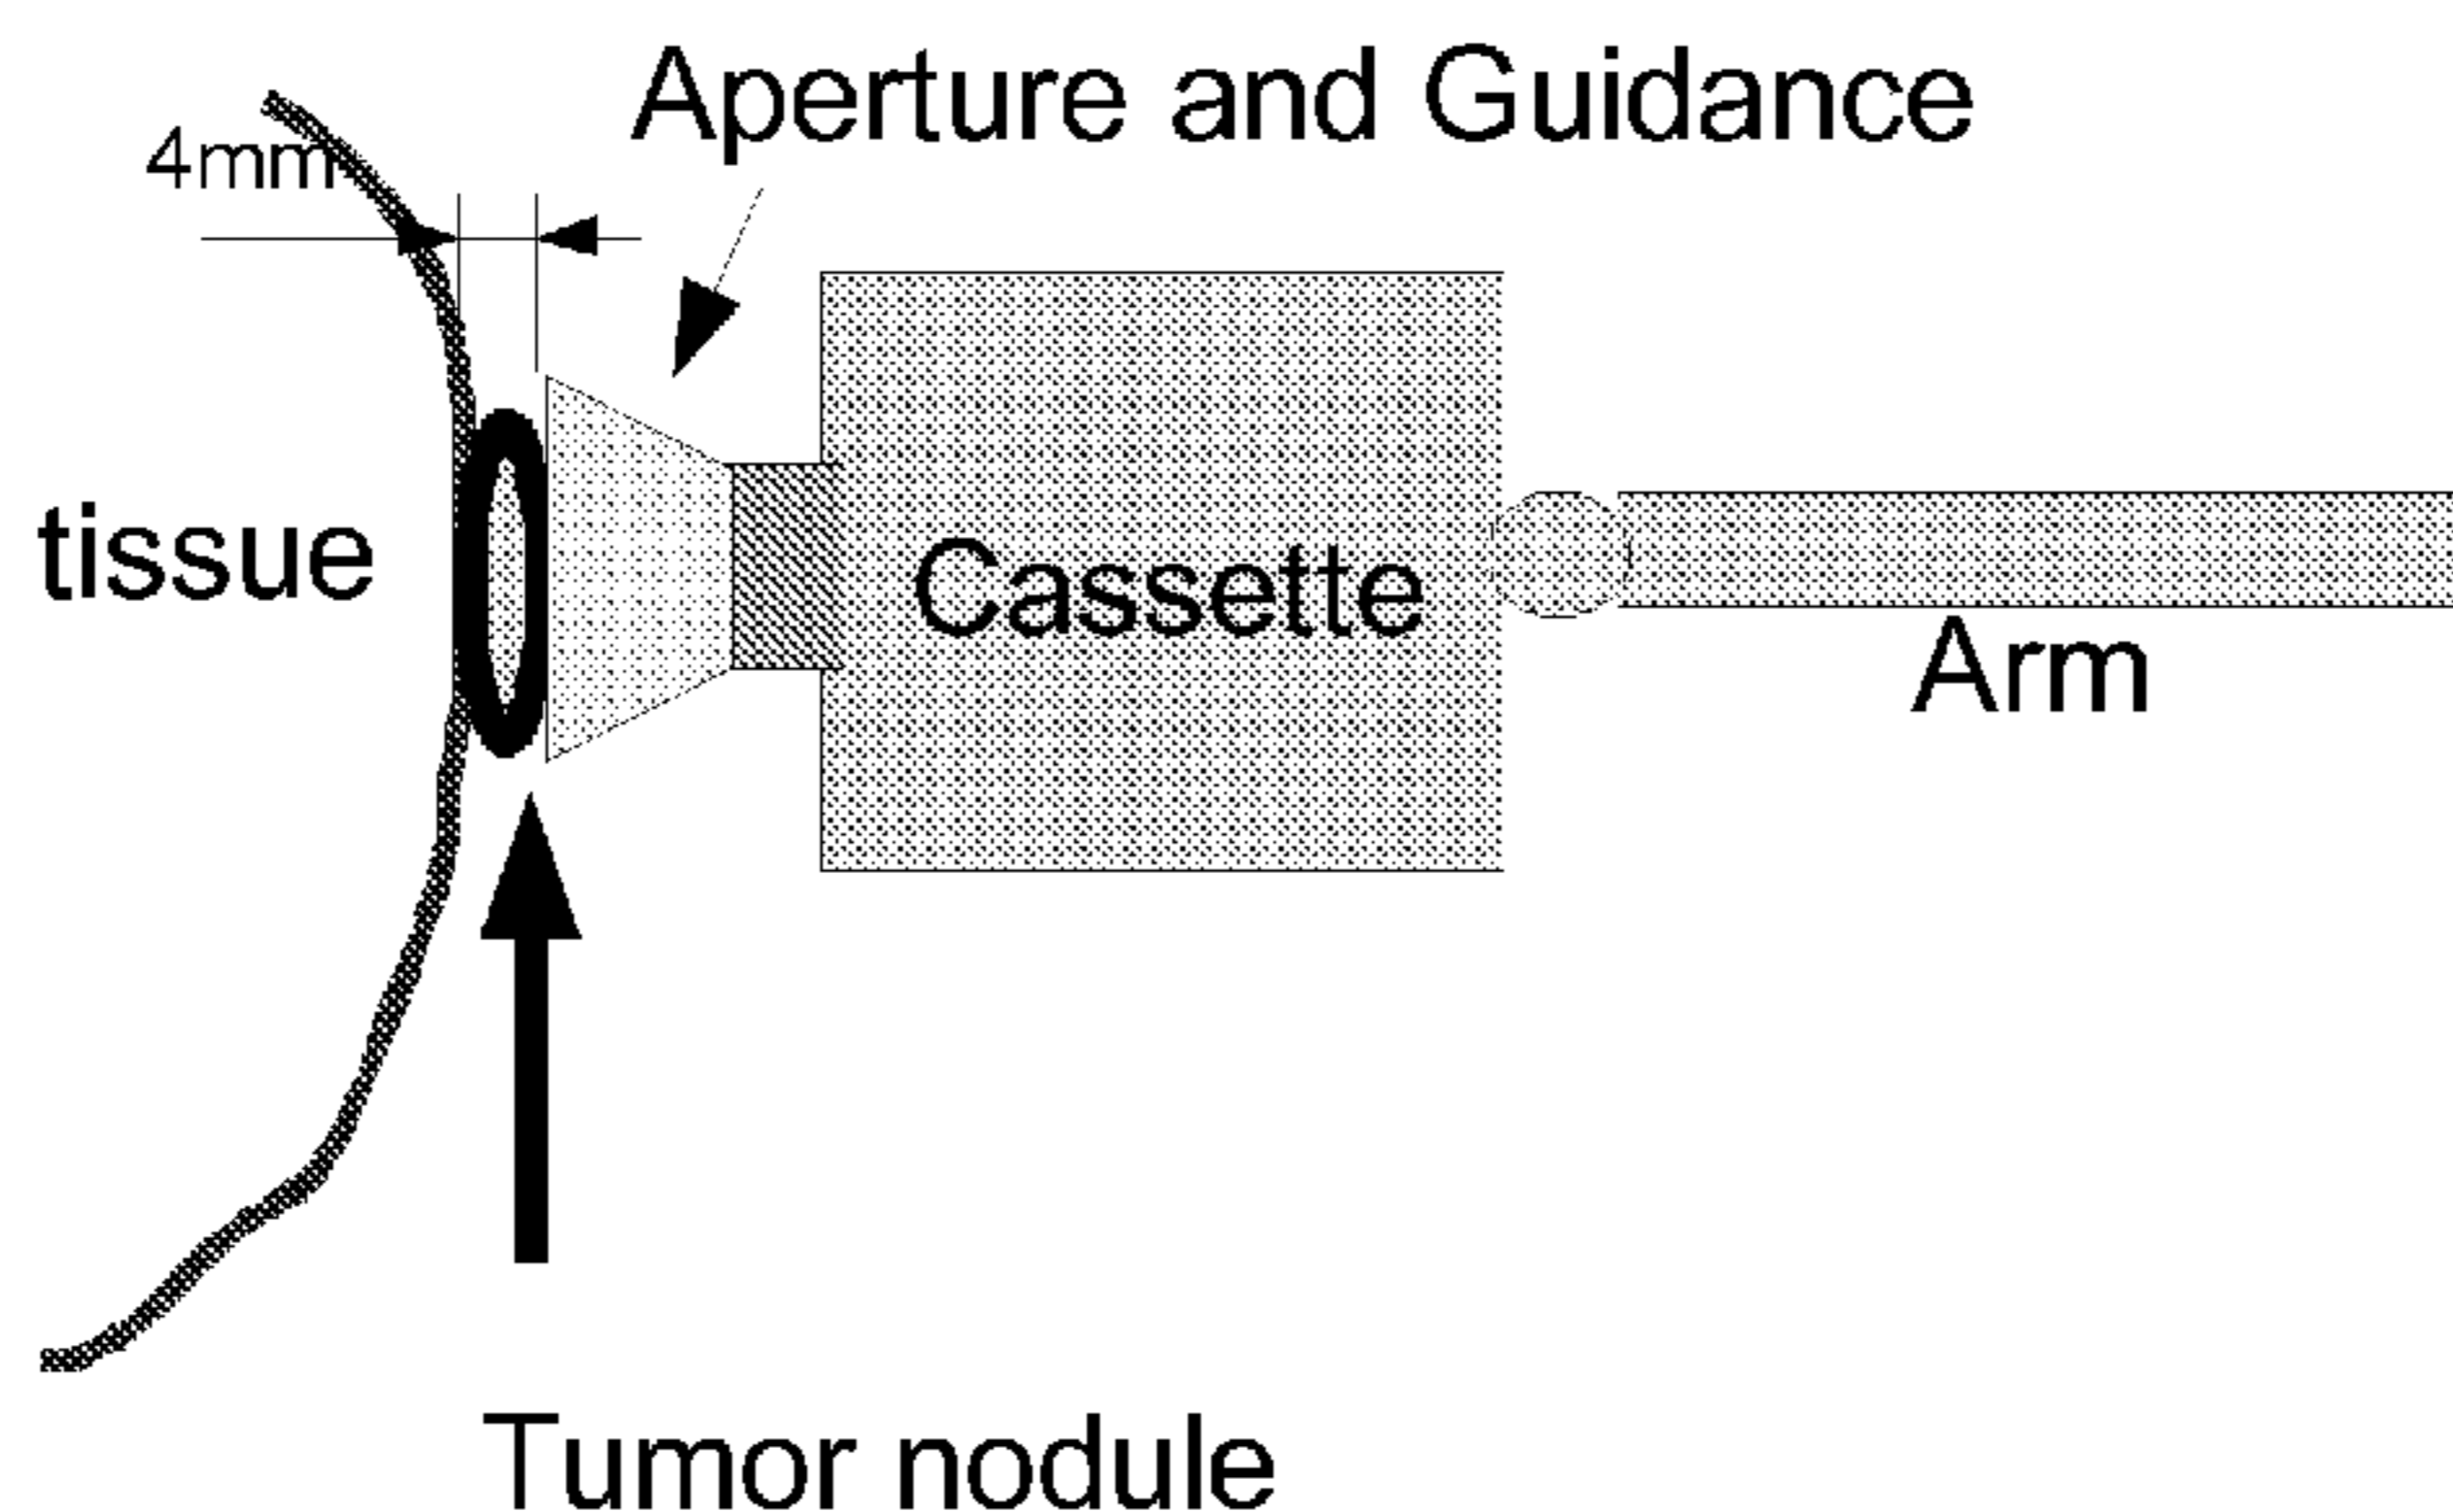 Aperture and Guidance
4mm
tissue
Cassette
Arm
Tumor nodule